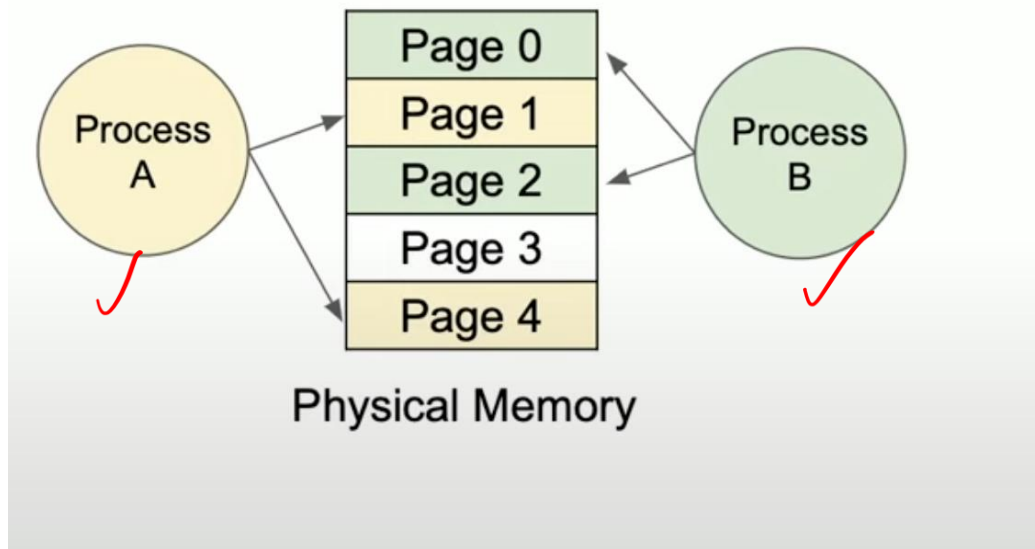 Process
A
Page 0
Page 1
Page 2
Page 3
Page 4
Process
B
Physical Memory